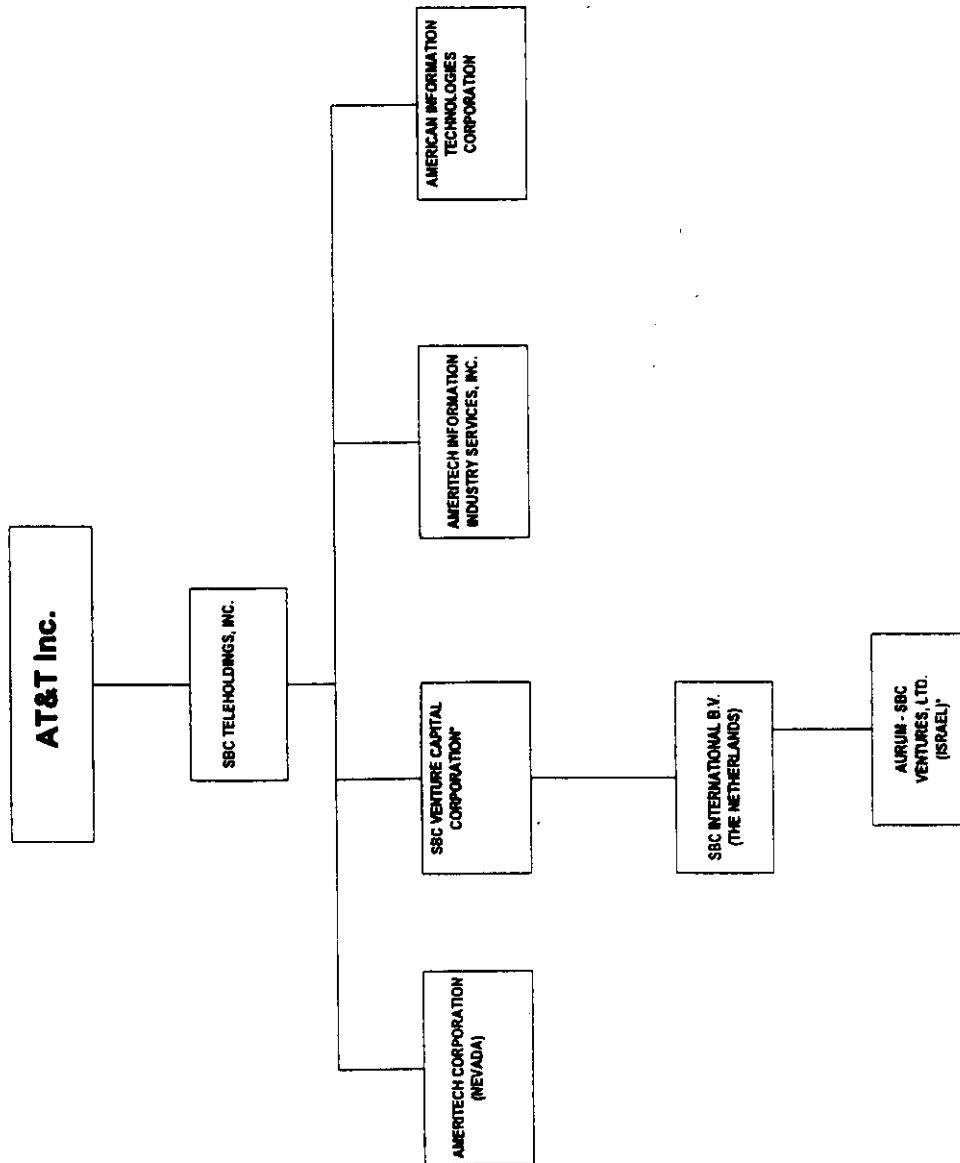 AT&T Inc.
SBC TELEHOLDINGS, INC.
AMERITECH CORPORATION
(NEVADA)
SBC VENTURE CAPITAL
CORPORATION*
AMERITECH INFORMATION
INDUSTRY SERVICES, INC.
AMERICAN INFORMATION
TECHNOLOGIES
CORPORATION
SBC INTERNATIONAL B.V.
(THE NETHERLANDS)
AURUM - SBC
VENTURES, LTD.
(ISRAEL)*